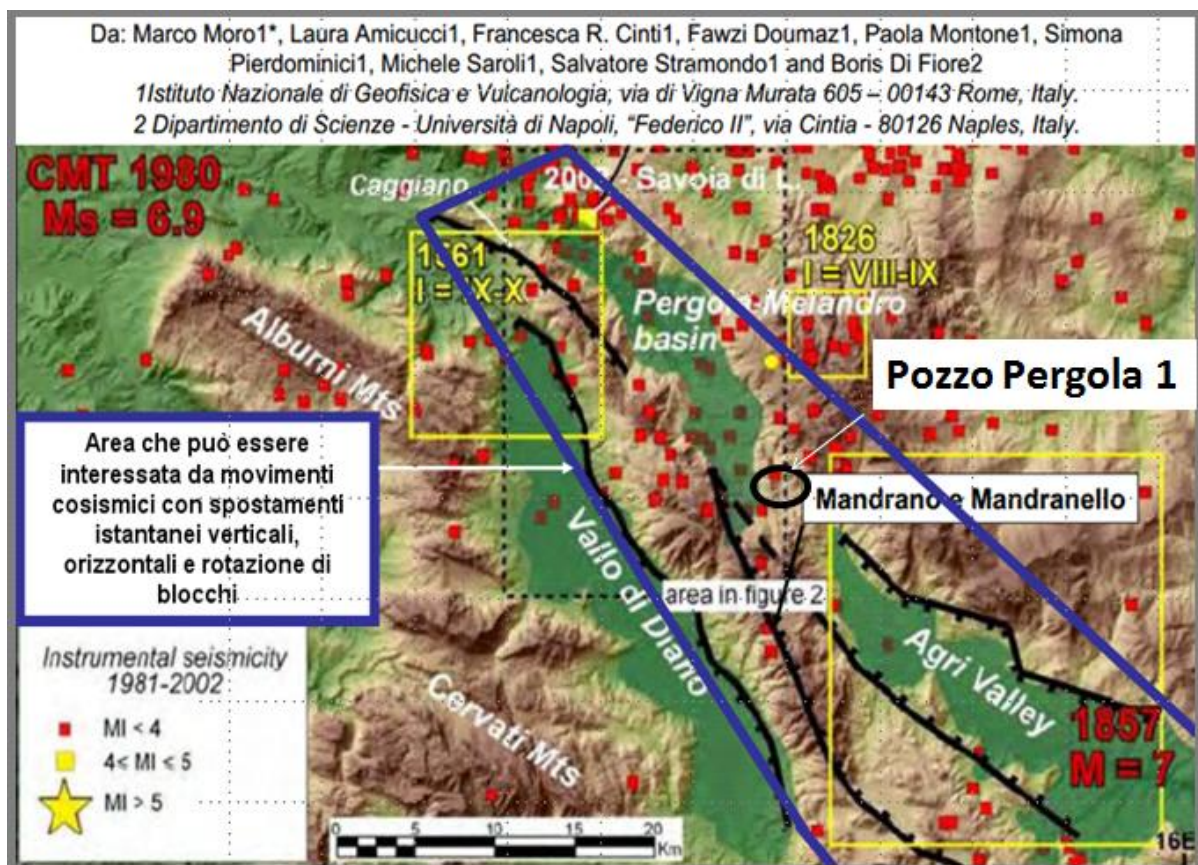 Da: Marco Moro1*, Laura Amicucci1, Francesca R. Cinti1, Fawzi Doumaz1, Paola Montone1, Simona
Pierdominici1, Michele Saroli1, Salvatore Stramondo1 and Boris Di Fiore2
1Istituto Nazionale di Geofisica e Vulcanologia, via di Vigna Murata 605 – 00143 Rome, Italy.
2 Dipartimento di Scienze - Università di Napoli, “Federico II”, via Cintia - 80126 Naples, Italy.
CMT 1980
Ms = 6.9
Caggiano
- Savoia di L.
1561
I = IX-X
1826
I = VIII-IX
Pergola-Melandro
basin
Alburni Mts
Pozzo Pergola 1
Area che può essere
interessata da movimenti
cosismici con spostamenti
istantanei verticali,
orizzontali e rotazione di
blocchi
Mandrano e Mandranello
Vallo di Diano
area in figure 2
Agri Valley
Cervati Mts
1857
M = 7
Instrumental seismicity
1981-2002
Ml < 4
4< Ml < 5
Ml > 5
0 5 10 15 20
Km
16E